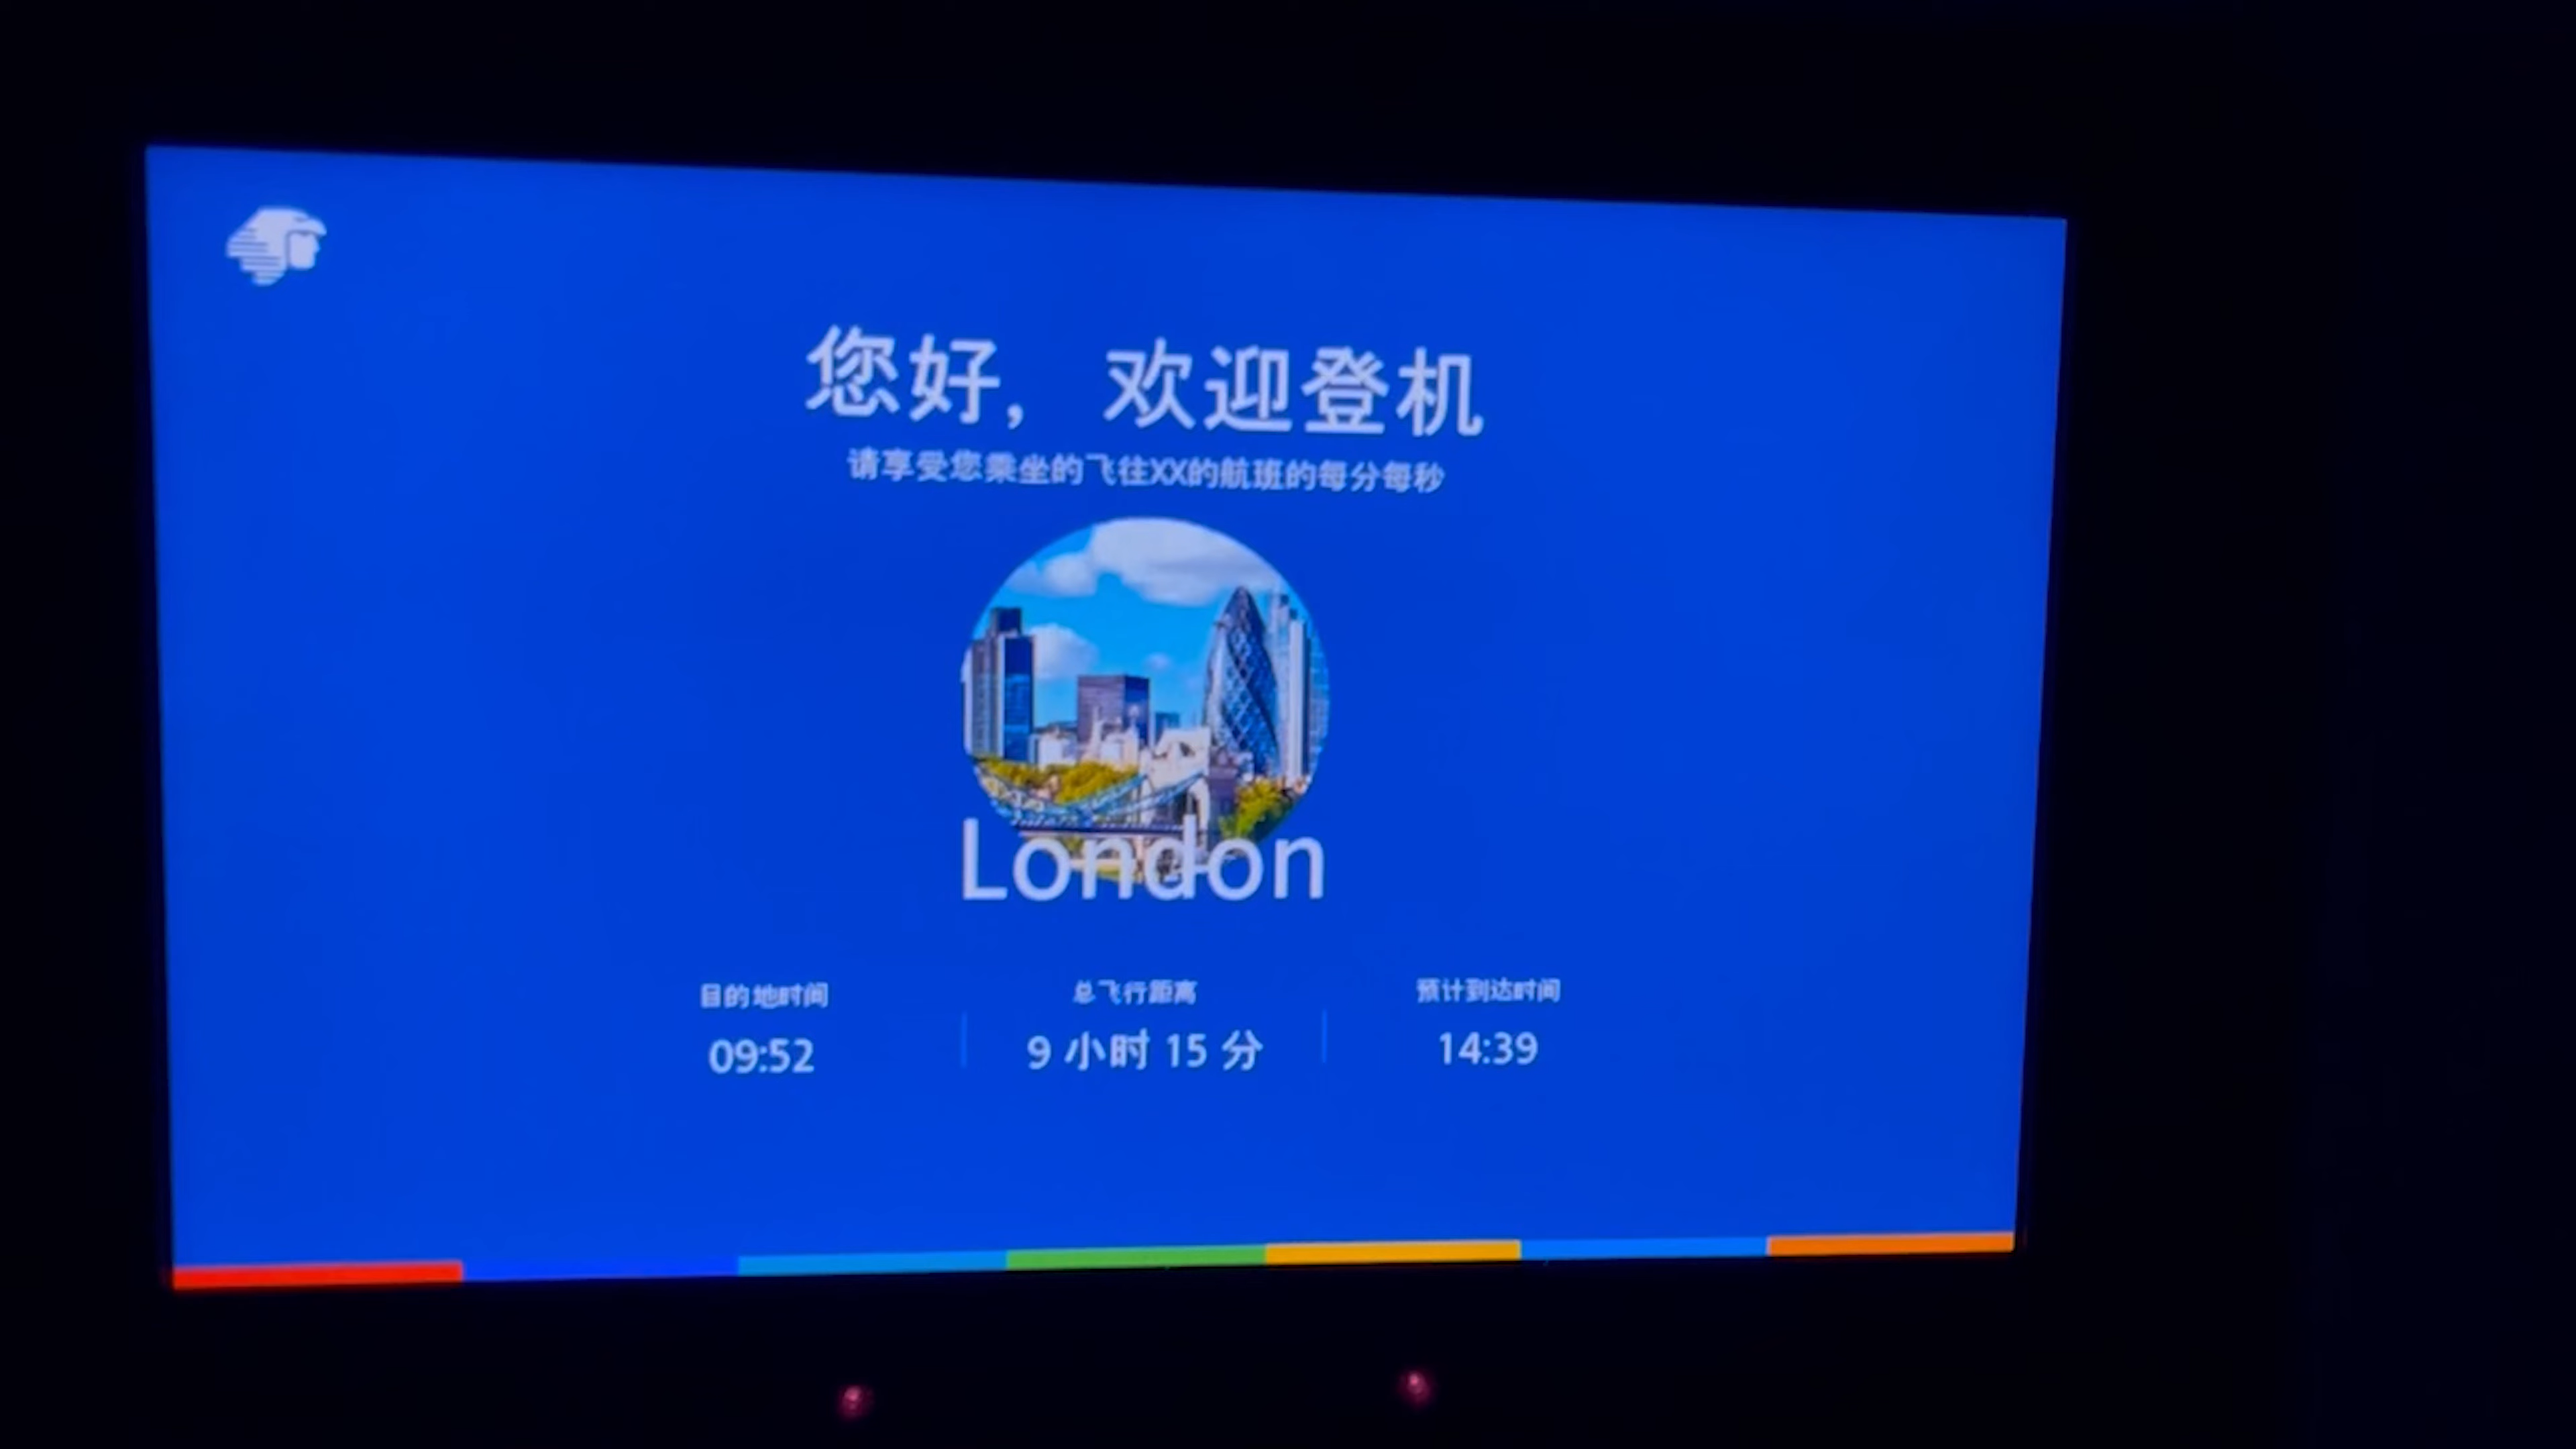 您好，欢迎登机
请享受您乘坐的飞往XX的航班的每分每秒
London
目的地时间
09:52
总飞行距离
9 小时 15 分
预计到达时间
14:39